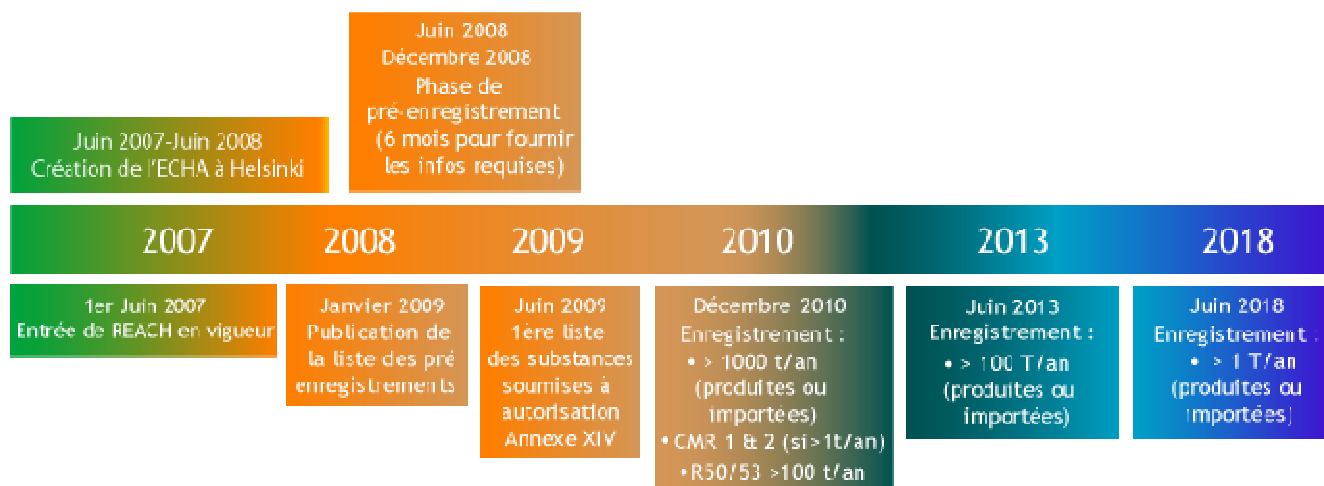 Juin 2007-Juin 2008
Création de l'ECHA à Helsinki
Juin 2008
Décembre 2008
Phase de
pré-enregistrement
(6 mois pour fournir
les infos requises)
2007
2008
2009
2010
2013
2018
1er Juin 2007
Entrée de REACH en vigueur
Janvier 2009
Publication de
la liste des pré
enregistrements
Juin 2009
1ère liste
des substances
soumises à
autorisation
Annexe XIV
Décembre 2010
Enregistrement :
• > 1000 t/an
(produites ou
importées)
• CMR 1 & 2 (si>1t/an)
•R50/53 >100 t/an
Juin 2013
Enregistrement :
• > 100 T/an
(produites ou
importées)
Juin 2018
Enregistrement :
• > 1 T/an
(produites ou
importées)